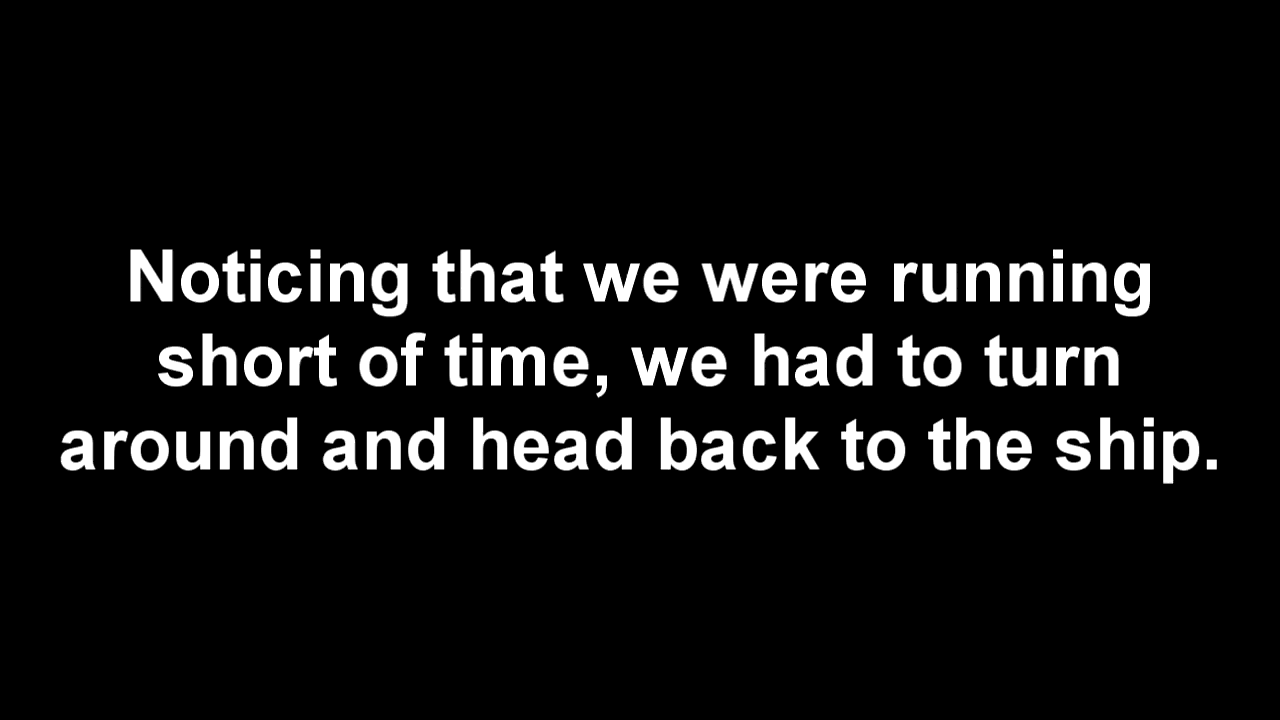 Noticing that we were running
short of time, we had to turn
around and head back to the ship.